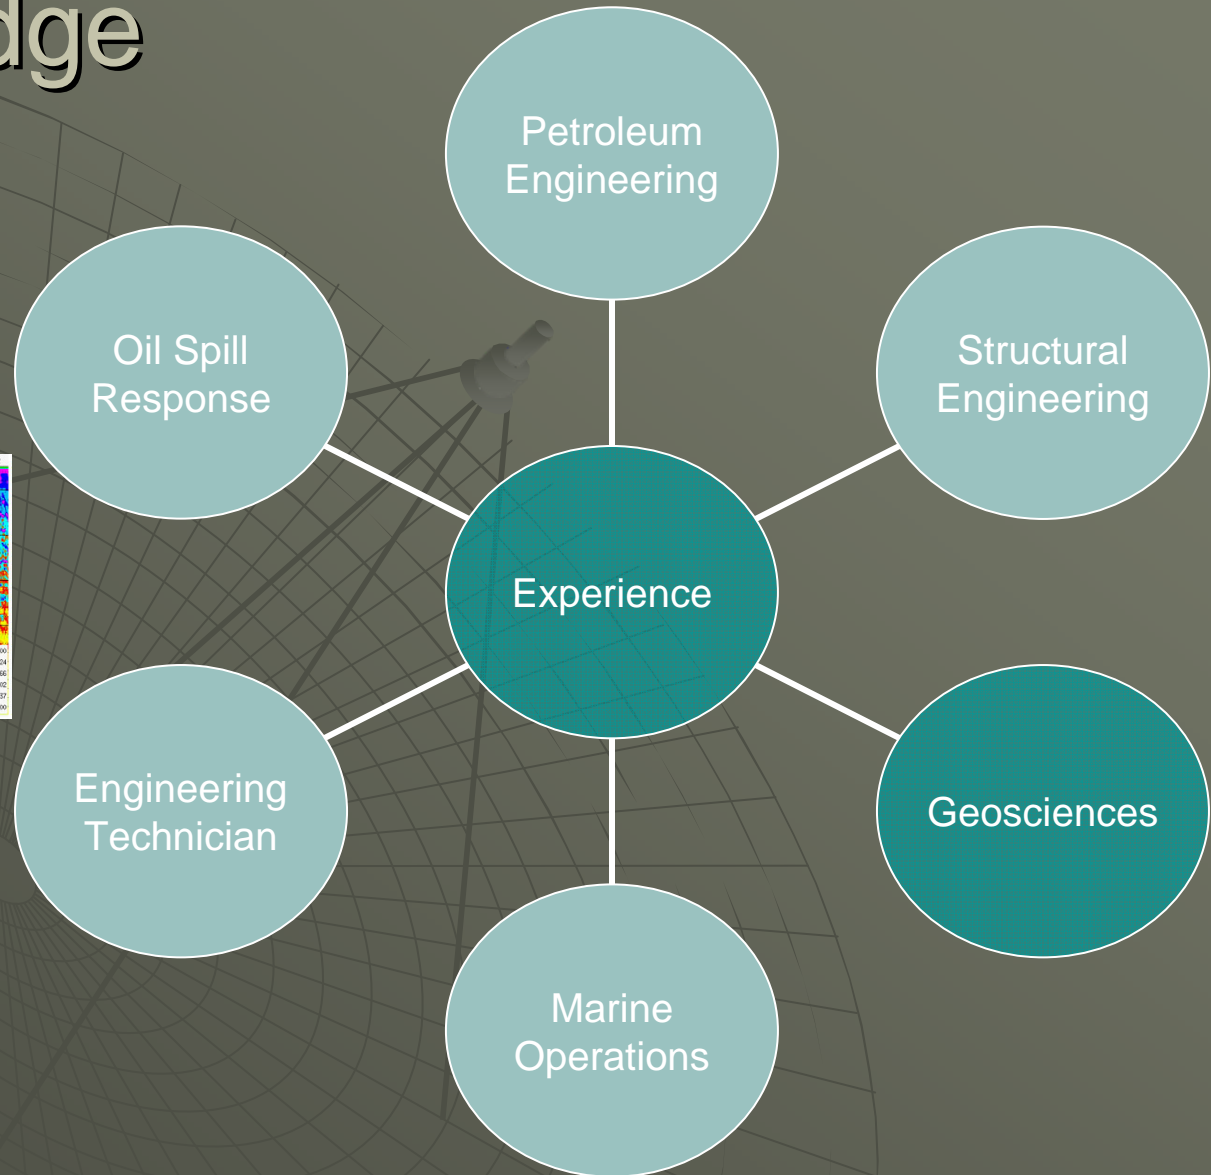 dge
Petroleum
Engineering
Oil Spill
Response
Structural
Engineering
Experience
Engineering
Technician
Geosciences
Marine
Operations